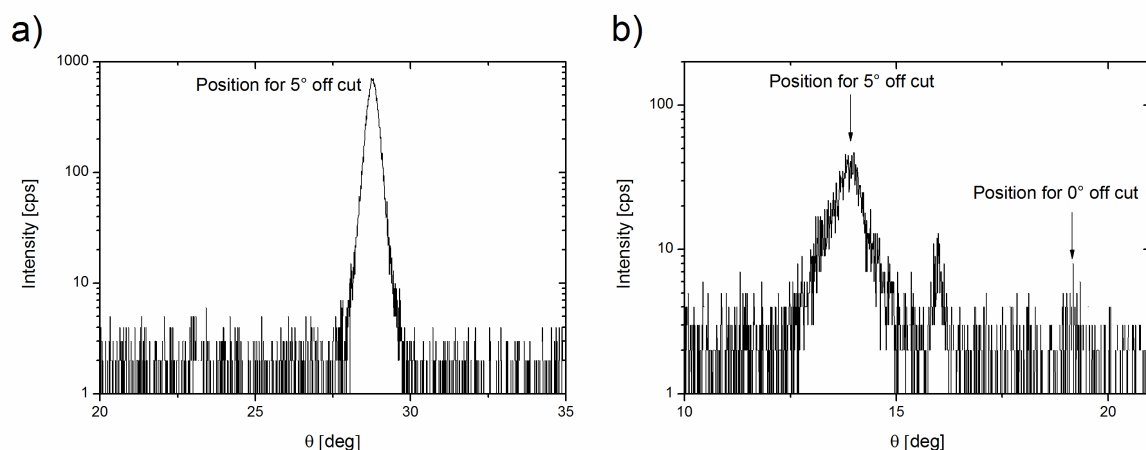 a)
1000
100
10
1
Intensity [cps]
Position for 5° off cut
20
25
30
35
θ [deg]
b)
100
10
1
Intensity [cps]
Position for 5° off cut
Position for 0° off cut
10
15
20
θ [deg]